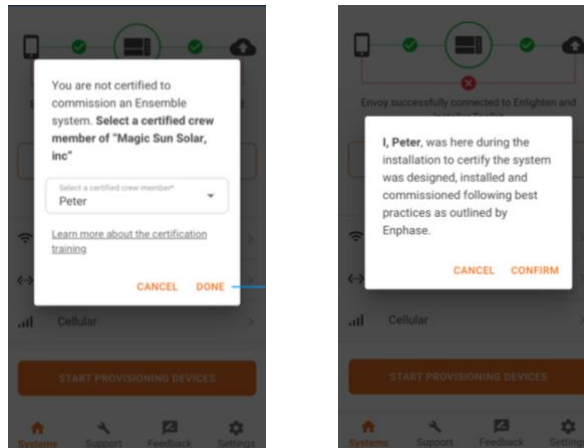 You are not certified to
commission an Ensemble
system. Select a certified crew
member of "Magic Sun Solar,
inc"
Select a certified crew member*
Peter
Learn more about the certification
training
CANCEL DONE
Cellular
START PROVISIONING DEVICES
Systems Support Feedback Settings
Envoy successfully connected to Enlighten and
I, Peter, was here during the
installation to certify the system
was designed, installed and
commissioned following best
practices as outlined by
Enphase.
CANCEL CONFIRM
Cellular
START PROVISIONING DEVICES
Systems Support Feedback Settings